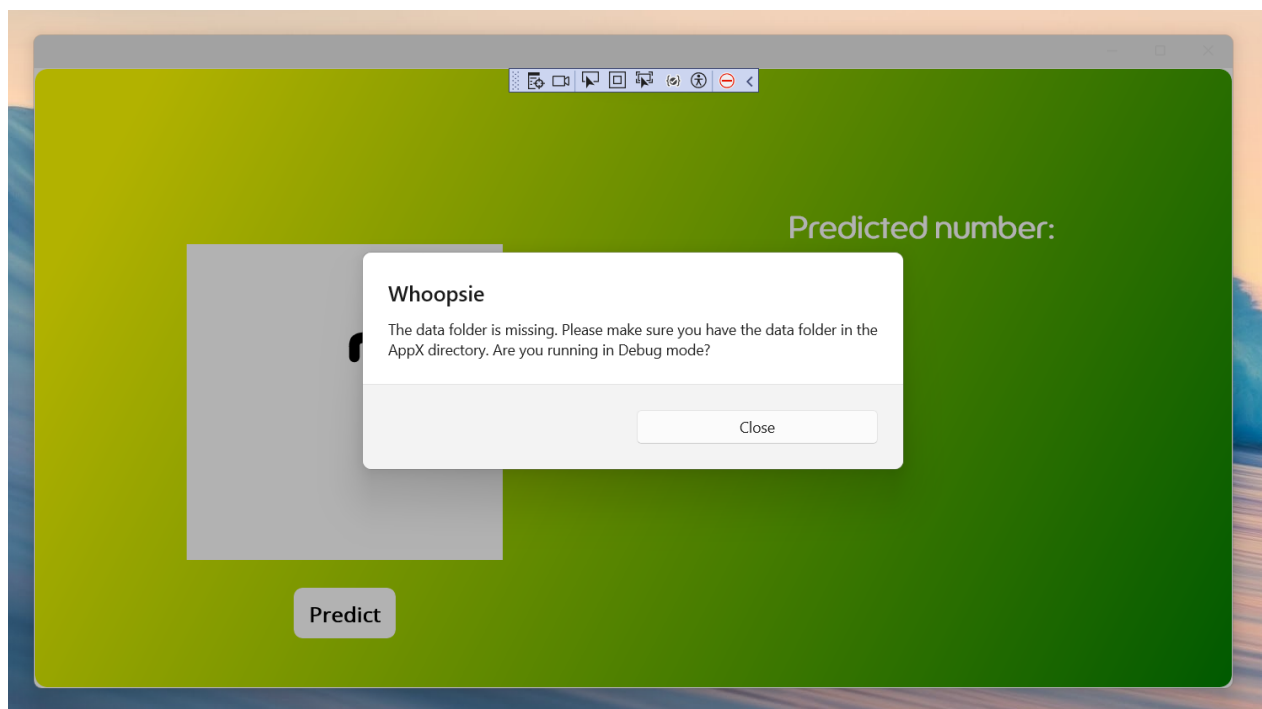 Predicted number:
Whoopsie
The data folder is missing. Please make sure you have the data folder in the
AppX directory. Are you running in Debug mode?
Close
Predict